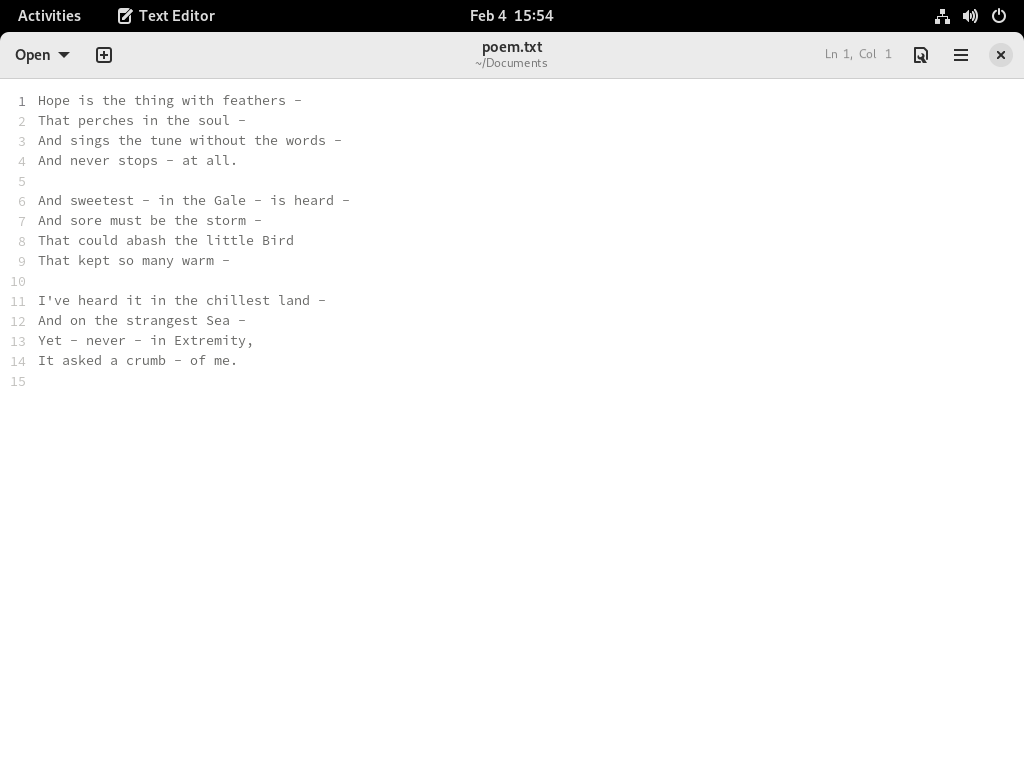 Activities Text Editor Feb 4 15:54
Open poem.txt Ln 1, Col 1
~/Documents
1 Hope is the thing with feathers -
2 That perches in the soul -
3 And sings the tune without the words -
4 And never stops - at all.
5
6 And sweetest - in the Gale - is heard -
7 And sore must be the storm -
8 That could abash the little Bird
9 That kept so many warm -
10
11 I've heard it in the chillest land -
12 And on the strangest Sea -
13 Yet - never - in Extremity,
14 It asked a crumb - of me.
15